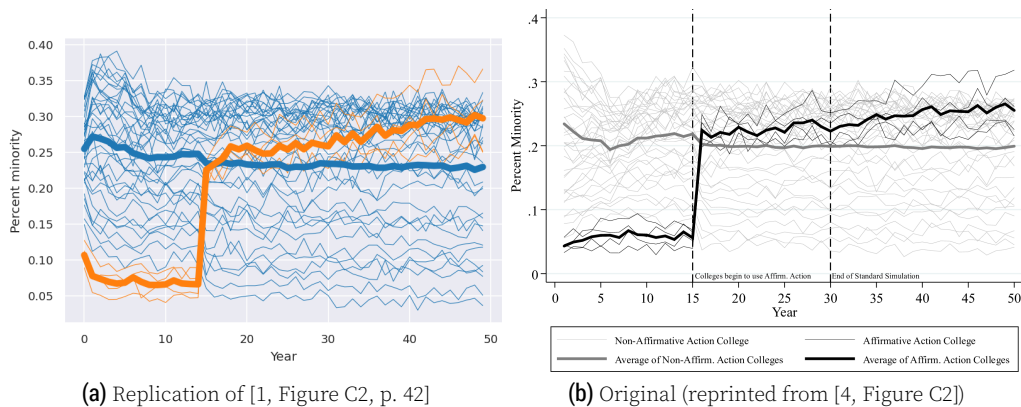 0.40
0.35
0.30
0.25
0.20
0.15
0.10
0.05
Percent minority
0 10 20 30 40 50
Year
(a) Replication of [1, Figure C2, p. 42]
.4
.3
.2
.1
0
Percent Minority
Colleges begin to use Affirm. Action
End of Standard Simulation
0 5 10 15 20 25 30 35 40 45 50
Year
Non-Affirmative Action College
Affirmative Action College
Average of Non-Affirm. Action Colleges
Average of Affirm. Action Colleges
(b) Original (reprinted from [4, Figure C2])